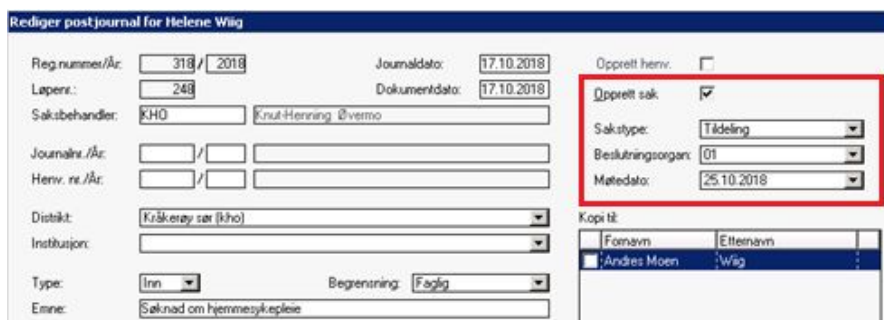 Rediger postjournal for Helene Wiig
Reg.nummer/År: 318 / 2018 Journaldato: 17.10.2018 Opprett henv.
Løpenr.: 248 Dokumentdato: 17.10.2018 Opprett sak
Saksbehandler: KHO Knut-Henning Øvermo
Sakstype: Tildeling
Journalnr./År: / Beslutningsorgan: 01
Henv. nr./År: / Møtedato: 25.10.2018
Distrikt: Kråkerøy sør (kho) Kopi til:
Institusjon: Fornavn Etternavn
Andres Moen Wiig
Type: Inn Begrensning: Faglig
Emne: Søknad om hjemmesykepleie